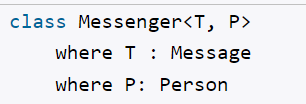 class Messenger<T, P>
where T : Message
where P: Person